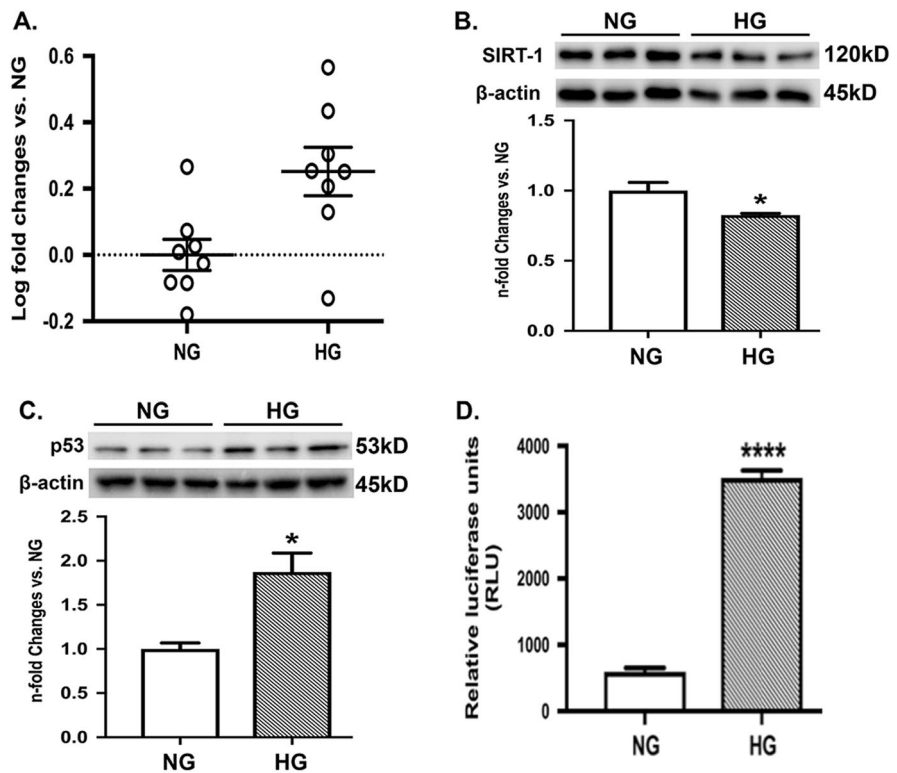 A.
Log fold changes vs. NG
0.6
0.4
0.2
0.0
-0.2
NG HG
B.
NG HG
SIRT-1 120kD
β-actin 45kD
n-fold Changes vs. NG
1.5
1.0
0.5
0.0
*
NG HG
C.
NG HG
p53 53kD
β-actin 45kD
n-fold Changes vs. NG
2.5
2.0
1.5
1.0
0.5
0.0
*
NG HG
D.
Relative luciferase units
(RLU)
4000
3000
2000
1000
0
****
NG HG